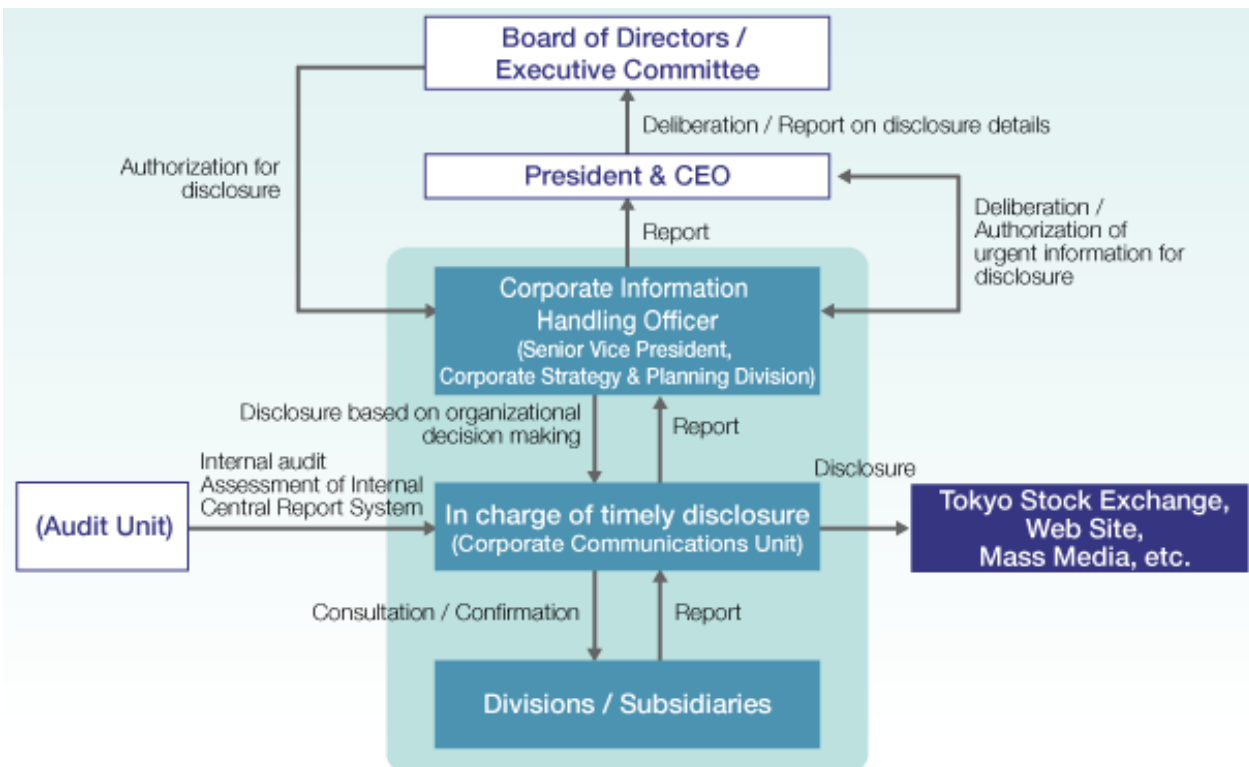 Board of Directors /
Executive Committee
Deliberation / Report on disclosure details
Authorization for
disclosure
President & CEO
Deliberation /
Authorization of
urgent information for
disclosure
Report
Corporate Information
Handling Officer
(Senior Vice President,
Corporate Strategy & Planning Division)
Disclosure based on organizational
decision making
Report
Internal audit
Assessment of Internal
Central Report System
Disclosure
(Audit Unit)
In charge of timely disclosure
(Corporate Communications Unit)
Tokyo Stock Exchange,
Web Site,
Mass Media, etc.
Consultation / Confirmation
Report
Divisions / Subsidiaries